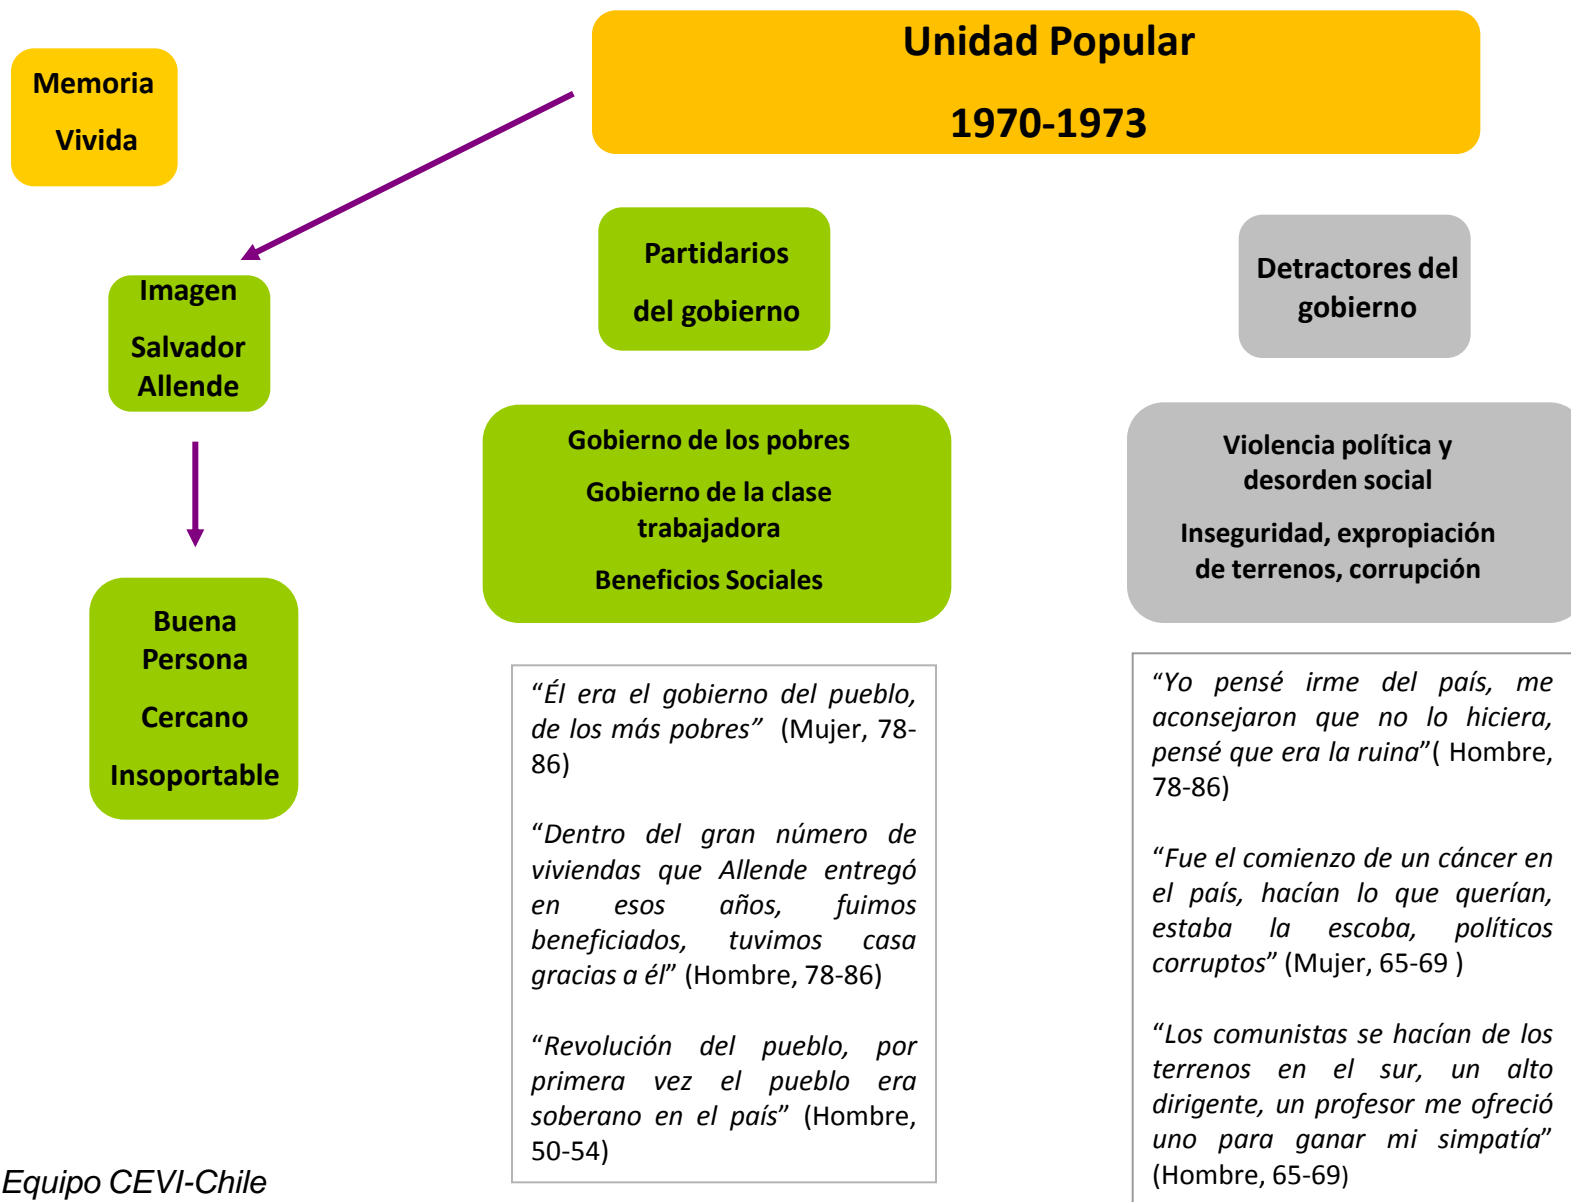 Memoria
Vivida
Unidad Popular
1970-1973
Imagen
Salvador
Allende
Buena
Persona
Cercano
Insoportable
Partidarios
del gobierno
Gobierno de los pobres
Gobierno de la clase
trabajadora
Beneficios Sociales
“Él era el gobierno del pueblo,
de los más pobres” (Mujer, 78-
86)
“Dentro del gran número de
viviendas que Allende entregó
en esos años, fuimos
beneficiados, tuvimos casa
gracias a él” (Hombre, 78-86)
“Revolución del pueblo, por
primera vez el pueblo era
soberano en el país” (Hombre,
50-54)
Detractores del
gobierno
Violencia política y
desorden social
Inseguridad, expropiación
de terrenos, corrupción
“Yo pensé irme del país, me
aconsejaron que no lo hiciera,
pensé que era la ruina”( Hombre,
78-86)
“Fue el comienzo de un cáncer en
el país, hacían lo que querían,
estaba la escoba, políticos
corruptos” (Mujer, 65-69 )
“Los comunistas se hacían de los
terrenos en el sur, un alto
dirigente, un profesor me ofreció
uno para ganar mi simpatía”
(Hombre, 65-69)
Equipo CEVI-Chile